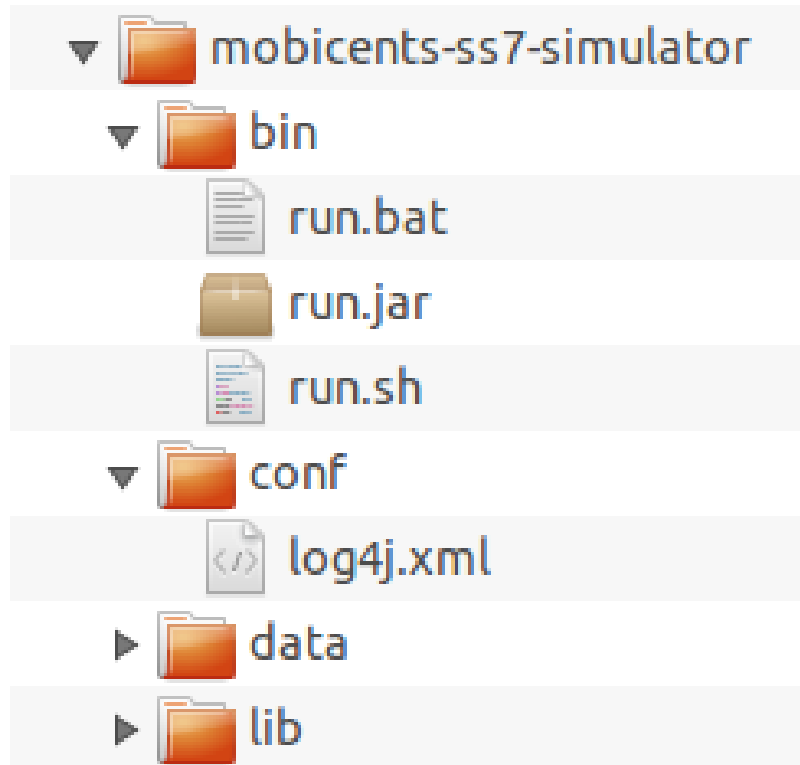 mobicents-ss7-simulator
bin
run.bat
run.jar
run.sh
conf
log4j.xml
data
lib